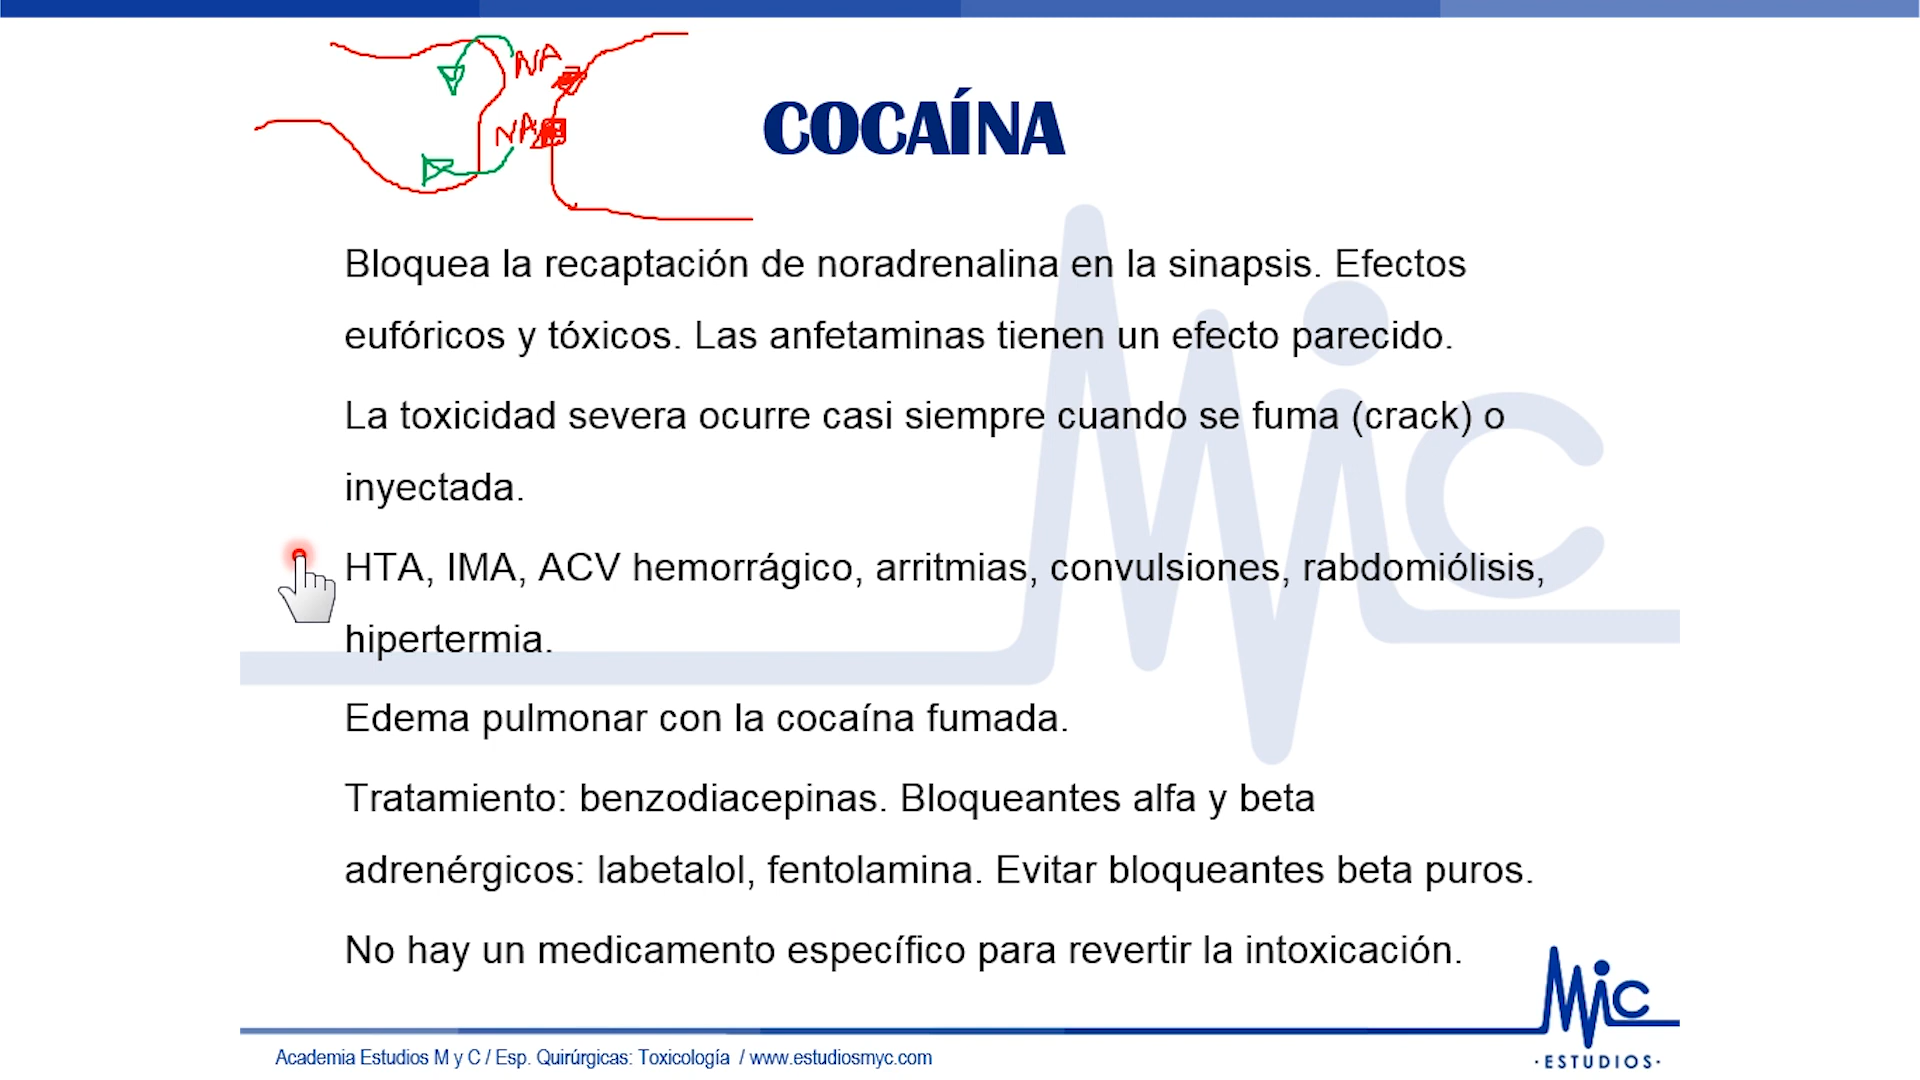 NA
NA
COCAÍNA
Bloquea la recaptación de noradrenalina en la sinapsis. Efectos
eufóricos y tóxicos. Las anfetaminas tienen un efecto parecido.
La toxicidad severa ocurre casi siempre cuando se fuma (crack) o
inyectada.
HTA, IMA, ACV hemorrágico, arritmias, convulsiones, rabdomiólisis,
hipertermia.
Edema pulmonar con la cocaína fumada.
Tratamiento: benzodiacepinas. Bloqueantes alfa y beta
adrenérgicos: labetalol, fentolamina. Evitar bloqueantes beta puros.
No hay un medicamento específico para revertir la intoxicación.
MiC
MiC
·ESTUDIOS·
Academia Estudios M y C / Esp. Quirúrgicas: Toxicología / www.estudiosmyc.com